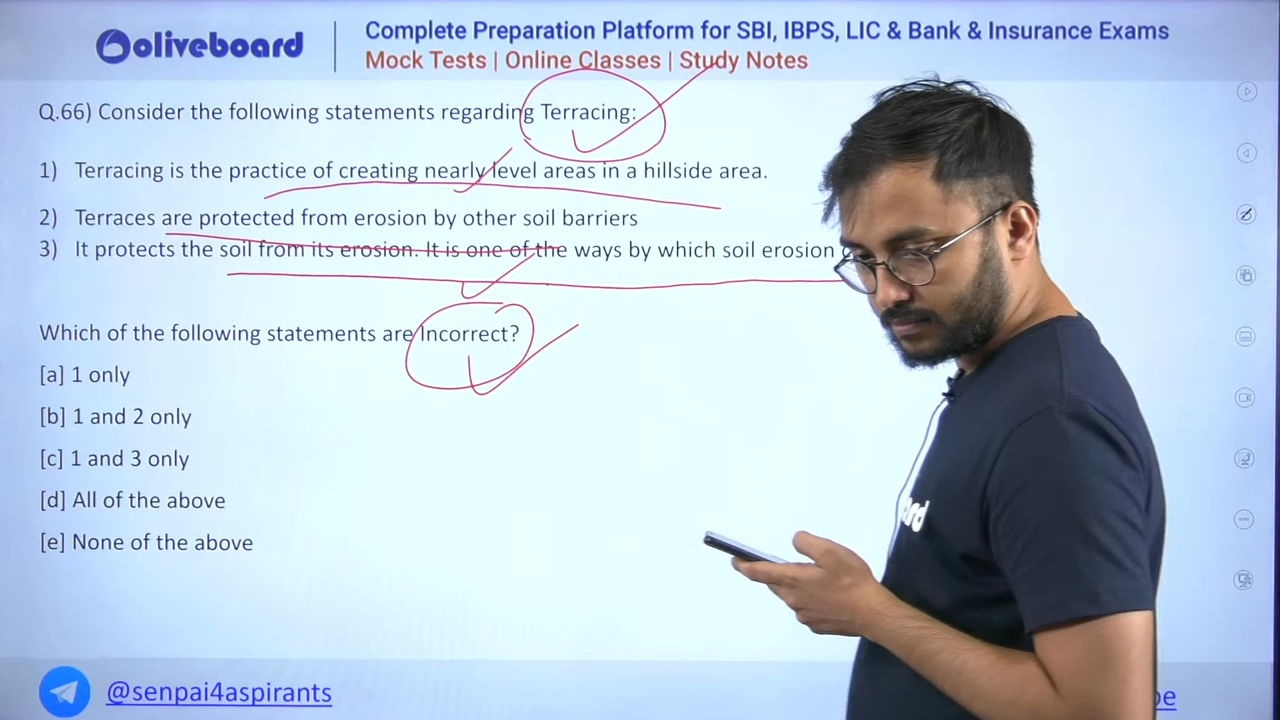 oliveboard
Complete Preparation Platform for SBI, IBPS, LIC & Bank & Insurance Exams
Mock Tests | Online Classes | Study Notes
Q.66) Consider the following statements regarding Terracing:
1) Terracing is the practice of creating nearly level areas in a hillside area.
2) Terraces are protected from erosion by other soil barriers
3) It protects the soil from its erosion. It is one of the ways by which soil erosion
Which of the following statements are Incorrect?
[a] 1 only
[b] 1 and 2 only
[c] 1 and 3 only
[d] All of the above
[e] None of the above
@senpai4aspirants